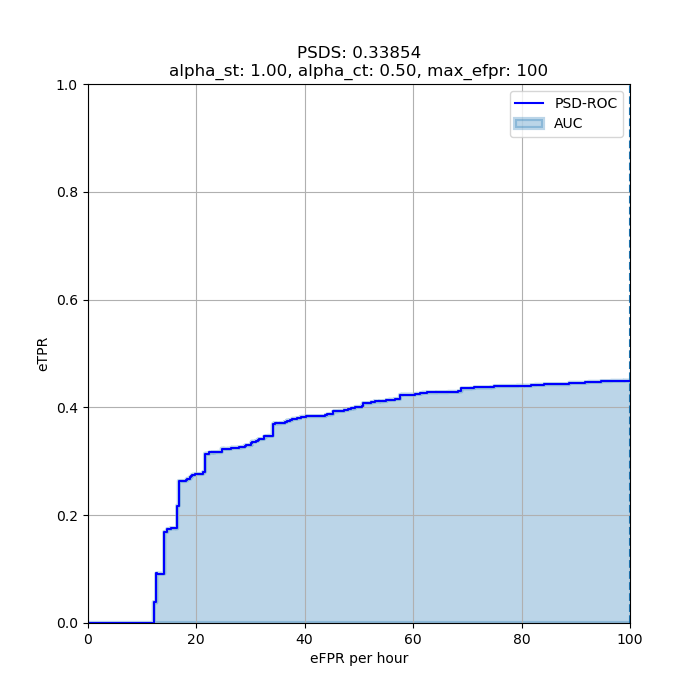 PSDS: 0.33854
alpha_st: 1.00, alpha_ct: 0.50, max_efpr: 100
PSD-ROC
AUC
1.0
0.8
0.6
0.4
0.2
0.0
eTPR
0 20 40 60 80 100
eFPR per hour